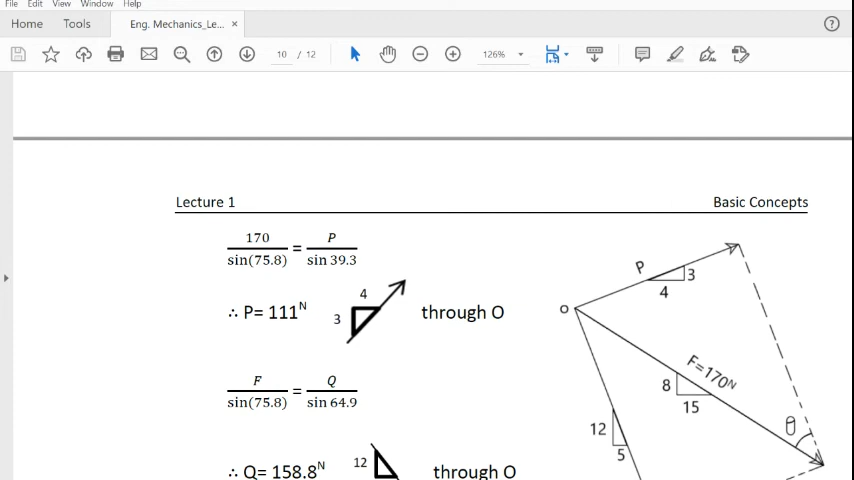 File Edit View Window Help
Home Tools Eng. Mechanics_Le... ×
10 / 12 126%
Lecture 1 Basic Concepts
170/sin(75.8) = P/sin 39.3
∴ P= 111ᴺ 3 4 through O
F/sin(75.8) = Q/sin 64.9
∴ Q= 158.8ᴺ 12 through O
P
3
4
O
F=170ᴺ
8
15
12
5
θ